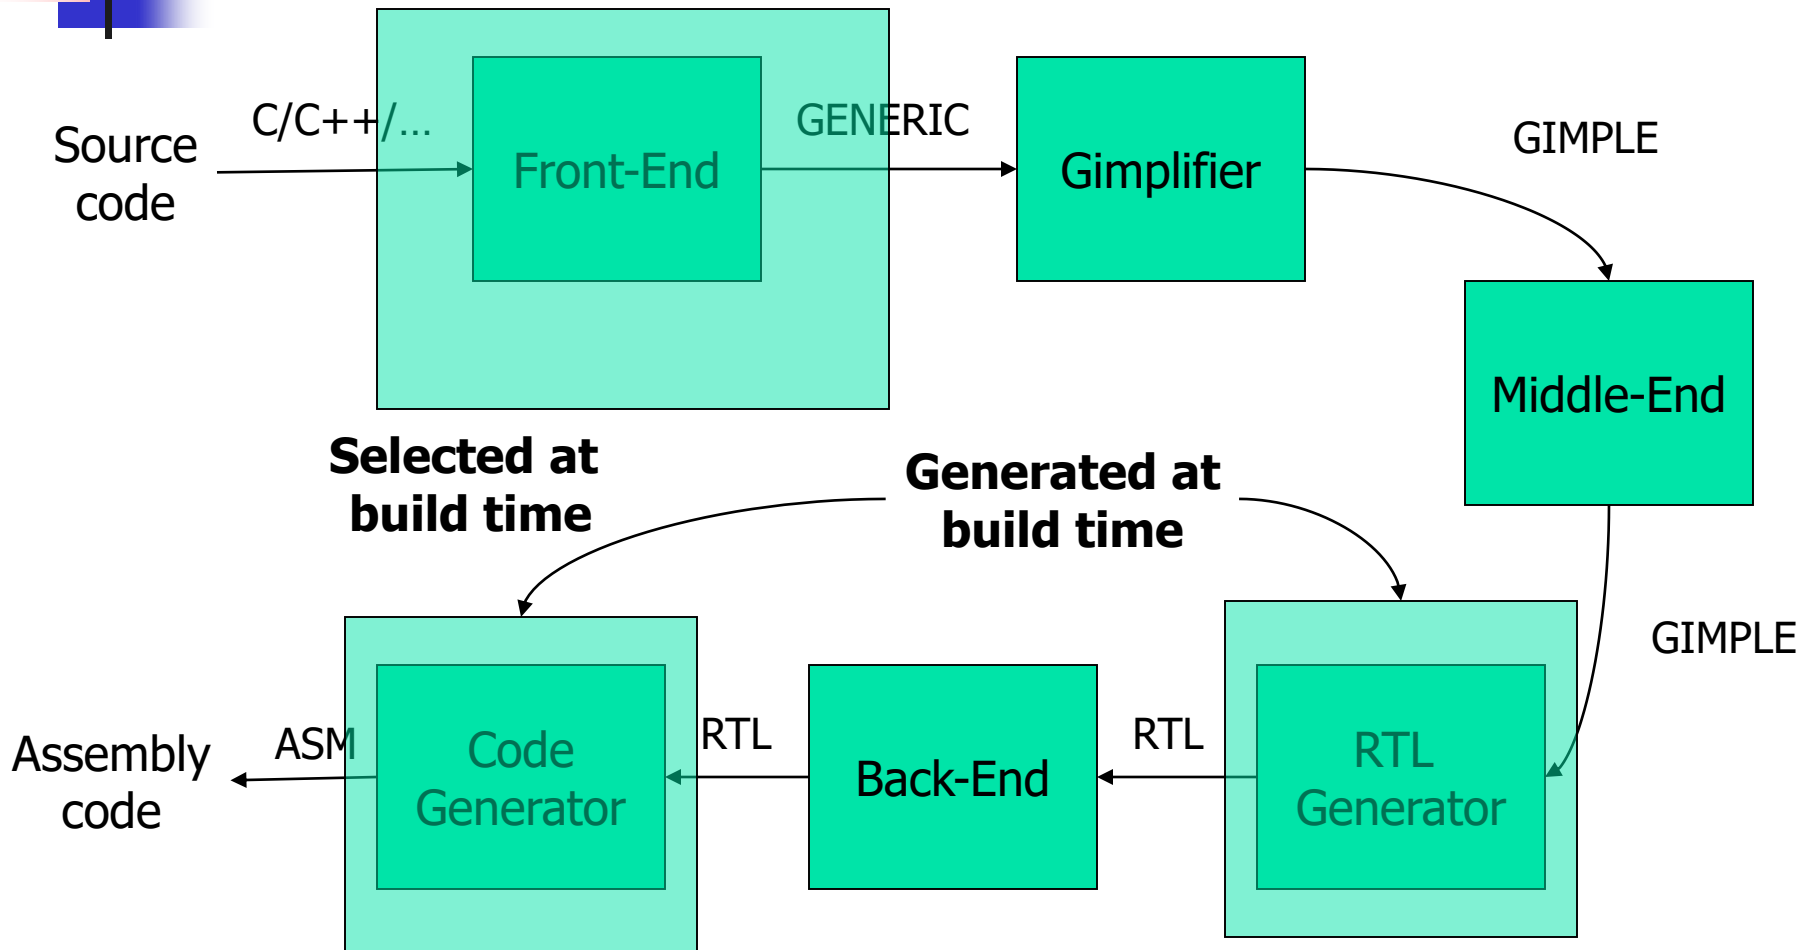 Source
code
C/C++/...
Front-End
GENERIC
Gimplifier
GIMPLE
Middle-End
Selected at
build time
Generated at
build time
GIMPLE
RTL
Generator
RTL
Back-End
RTL
Code
Generator
ASM
Assembly
code